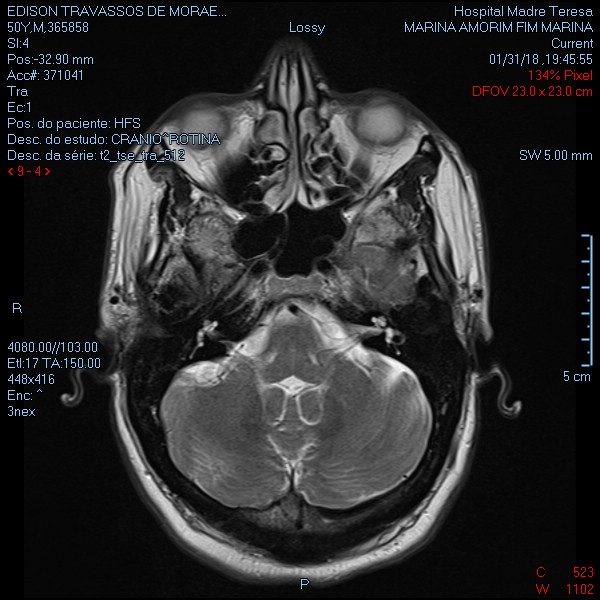 EDISON TRAVASSOS DE MORAE...
50Y,M,365858
Sl:4
Pos:-32.90 mm
Acc#: 371041
Tra
Ec:1
Pos. do paciente: HFS
Desc. do estudo: CRANIO^ROTINA
Desc. da série: t2_tse_tra_512
< 9 - 4 >
Lossy
Hospital Madre Teresa
MARINA AMORIM FIM MARINA
Current
01/31/18 ,19:45:55
134% Pixel
DFOV 23.0 x 23.0 cm
SW 5.00 mm
R
4080.00//103.00
Etl:17 TA:150.00
448x416
Enc: ^
3nex
5 cm
P
C 523
W 1102